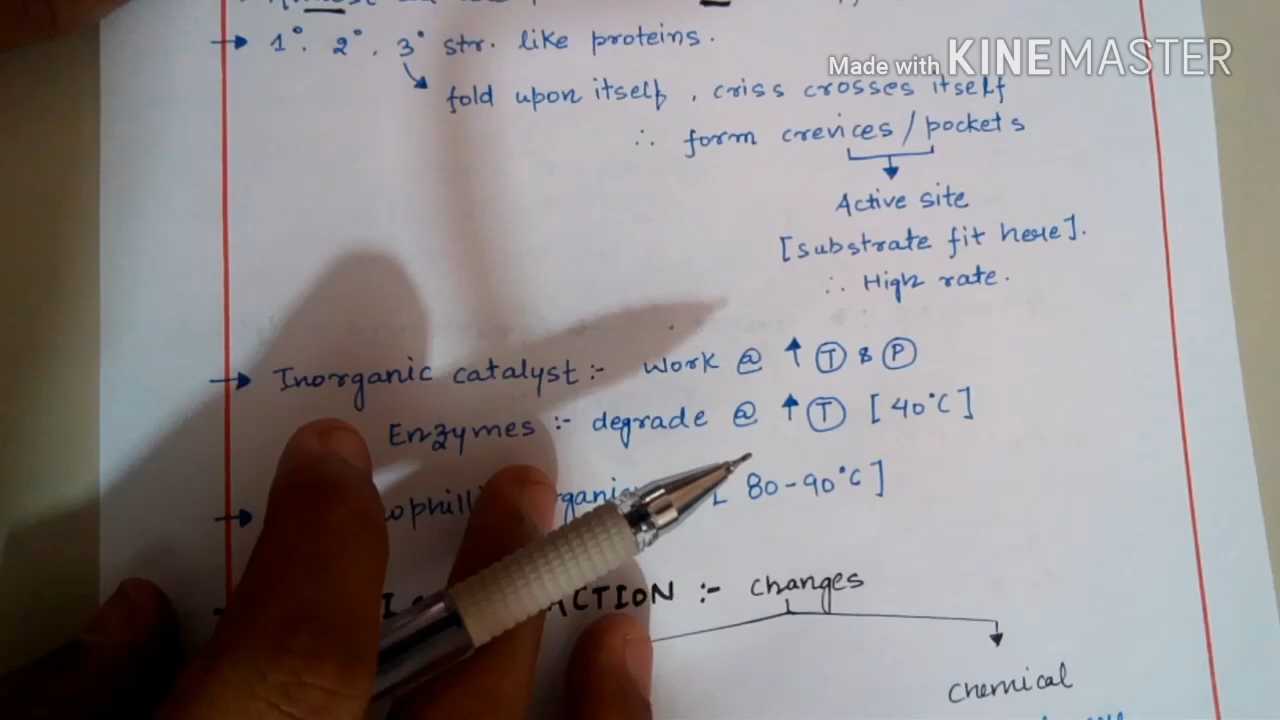 → 1°. 2°. 3° str. like proteins.
Made with KINEMASTER
fold upon itself, criss crosses itself
∴ form crevices / pockets
Active site
[substrate fit here].
∴ High rate.
→ Inorganic catalyst :- work @ ↑ (T) & (P)
Enzymes :- degrade @ ↑ (T) [40°C]
→ [80-90°C]
:- changes
chemical